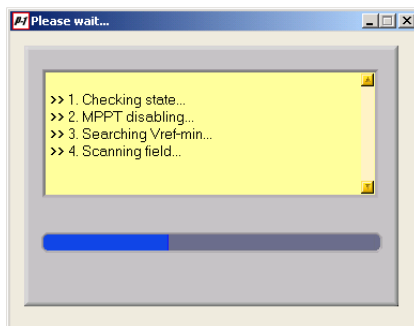 Please wait...
>> 1. Checking state...
>> 2. MPPT disabling...
>> 3. Searching Vref-min...
>> 4. Scanning field...